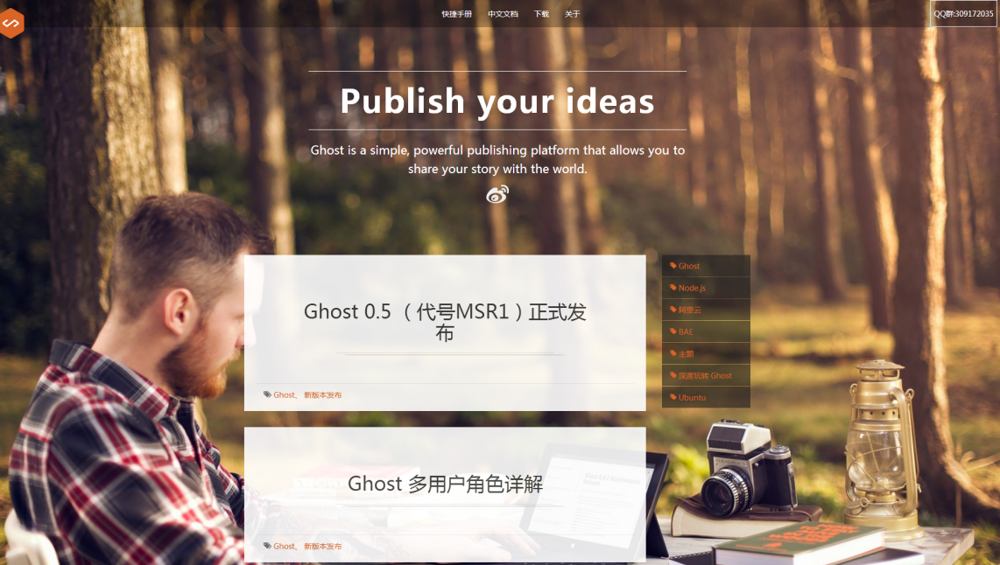 快捷手册 中文文档 下载 关于
QQ群:309172035
Publish your ideas
Ghost is a simple, powerful publishing platform that allows you to
share your story with the world.
Ghost 0.5 （代号MSR1）正式发
布
Ghost、 新版本发布
Ghost 多用户角色详解
Ghost、 新版本发布
Ghost
Node.js
阿里云
BAE
主题
深度玩转 Ghost
Ubuntu